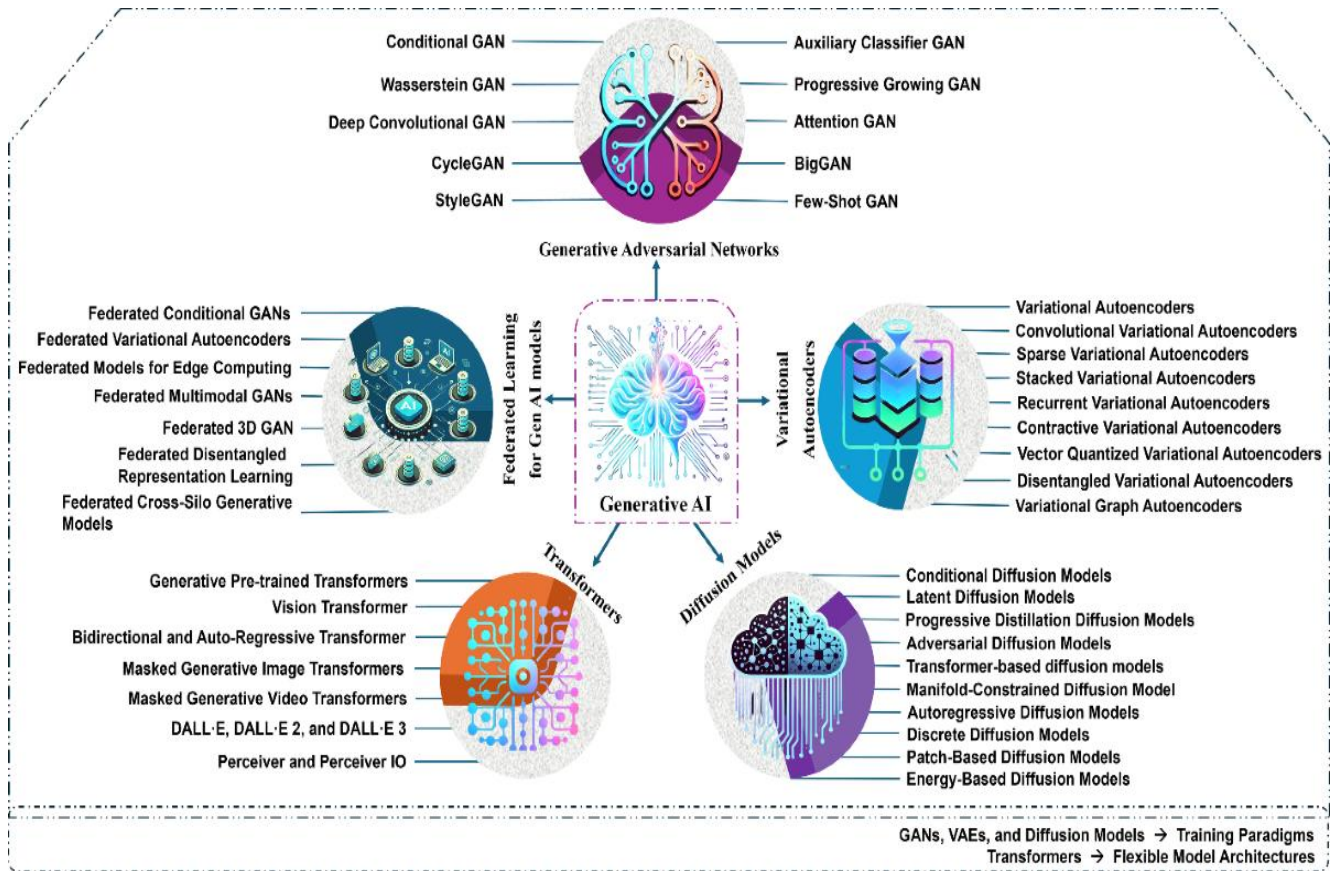 Conditional GAN
Wasserstein GAN
Deep Convolutional GAN
CycleGAN
StyleGAN
Auxiliary Classifier GAN
Progressive Growing GAN
Attention GAN
BigGAN
Few-Shot GAN
Generative Adversarial Networks
Federated Conditional GANs
Federated Variational Autoencoders
Federated Models for Edge Computing
Federated Multimodal GANs
Federated 3D GAN
Federated Disentangled
Representation Learning
Federated Cross-Silo Generative
Models
AI
Federated Learning
for Gen AI models
Generative AI
Variational
Autoencoders
Variational Autoencoders
Convolutional Variational Autoencoders
Sparse Variational Autoencoders
Stacked Variational Autoencoders
Recurrent Variational Autoencoders
Contractive Variational Autoencoders
Vector Quantized Variational Autoencoders
Disentangled Variational Autoencoders
Variational Graph Autoencoders
Transformers
Generative Pre-trained Transformers
Vision Transformer
Bidirectional and Auto-Regressive Transformer
Masked Generative Image Transformers
Masked Generative Video Transformers
DALL·E, DALL·E 2, and DALL·E 3
Perceiver and Perceiver IO
Diffusion Models
Conditional Diffusion Models
Latent Diffusion Models
Progressive Distillation Diffusion Models
Adversarial Diffusion Models
Transformer-based diffusion models
Manifold-Constrained Diffusion Model
Autoregressive Diffusion Models
Discrete Diffusion Models
Patch-Based Diffusion Models
Energy-Based Diffusion Models
GANs, VAEs, and Diffusion Models → Training Paradigms
Transformers → Flexible Model Architectures